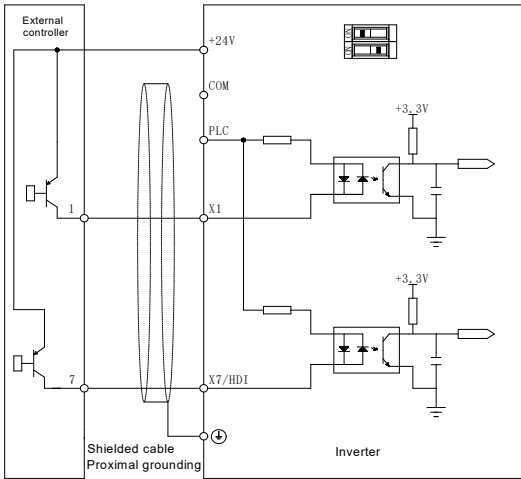 External
controller
+24V
COM
PLC
+3.3V
1
X1
+3.3V
7
X7/HDI
Shielded cable
Proximal grounding
Inverter